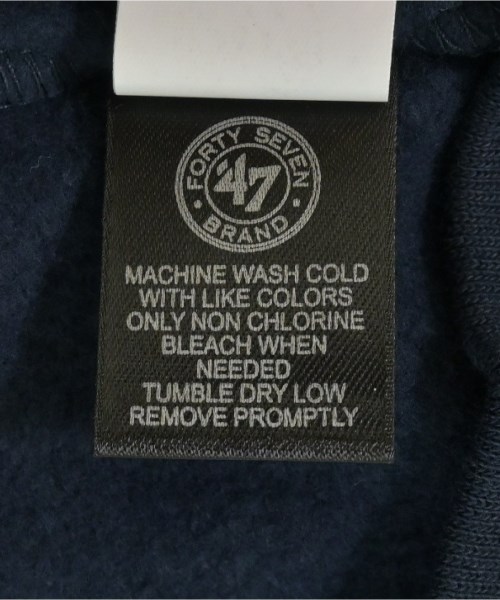 FORTY SEVEN
'47
BRAND
MACHINE WASH COLD
WITH LIKE COLORS
ONLY NON CHLORINE
BLEACH WHEN
NEEDED
TUMBLE DRY LOW
REMOVE PROMPTLY